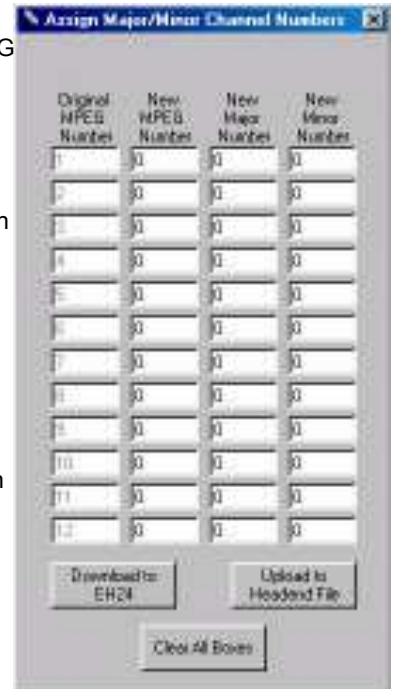 Assign Major/Minor Channel Numbers
G
Original MPEG Number New MPEG Number New Major Number New Minor Number
1 0 0 0
2 0 0 0
n
3 0 0 0
4 0 0 0
5 0 0 0
6 0 0 0
7 0 0 0
8 0 0 0
9 0 0 0
n
10 0 0 0
11 0 0 0
12 0 0 0
Download to EH24
Upload to Headend File
Clear All Boxes